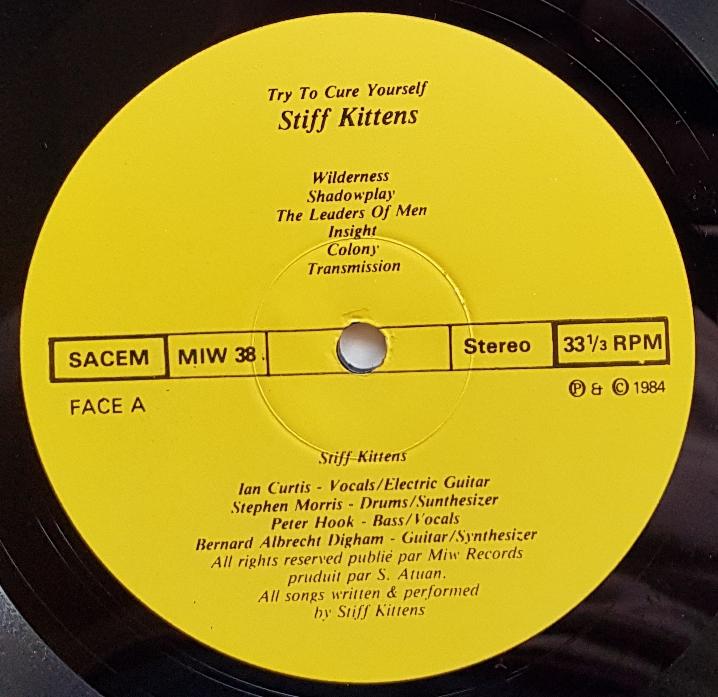 Try To Cure Yourself
Stiff Kittens
Wilderness
Shadowplay
The Leaders Of Men
Insight
Colony
Transmission
SACEM MIW 38 Stereo 33⅓ RPM
FACE A ℗ & © 1984
Stiff Kittens
Ian Curtis - Vocals/Electric Guitar
Stephen Morris - Drums/Sunthesizer
Peter Hook - Bass/Vocals
Bernard Albrecht Digham - Guitar/Synthesizer
All rights reserved publié par Miw Records
pruduit par S. Atuan.
All songs written & performed
by Stiff Kittens